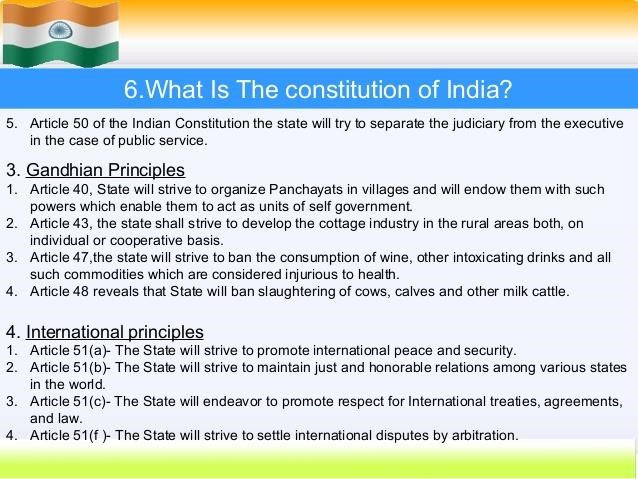 6.What Is The constitution of India?
5. Article 50 of the Indian Constitution the state will try to separate the judiciary from the executive
in the case of public service.
3. Gandhian Principles
1. Article 40, State will strive to organize Panchayats in villages and will endow them with such
powers which enable them to act as units of self government.
2. Article 43, the state shall strive to develop the cottage industry in the rural areas both, on
individual or cooperative basis.
3. Article 47,the state will strive to ban the consumption of wine, other intoxicating drinks and all
such commodities which are considered injurious to health.
4. Article 48 reveals that State will ban slaughtering of cows, calves and other milk cattle.
4. International principles
1. Article 51(a)- The State will strive to promote international peace and security.
2. Article 51(b)- The State will strive to maintain just and honorable relations among various states
in the world.
3. Article 51(c)- The State will endeavor to promote respect for International treaties, agreements,
and law.
4. Article 51(f )- The State will strive to settle international disputes by arbitration.